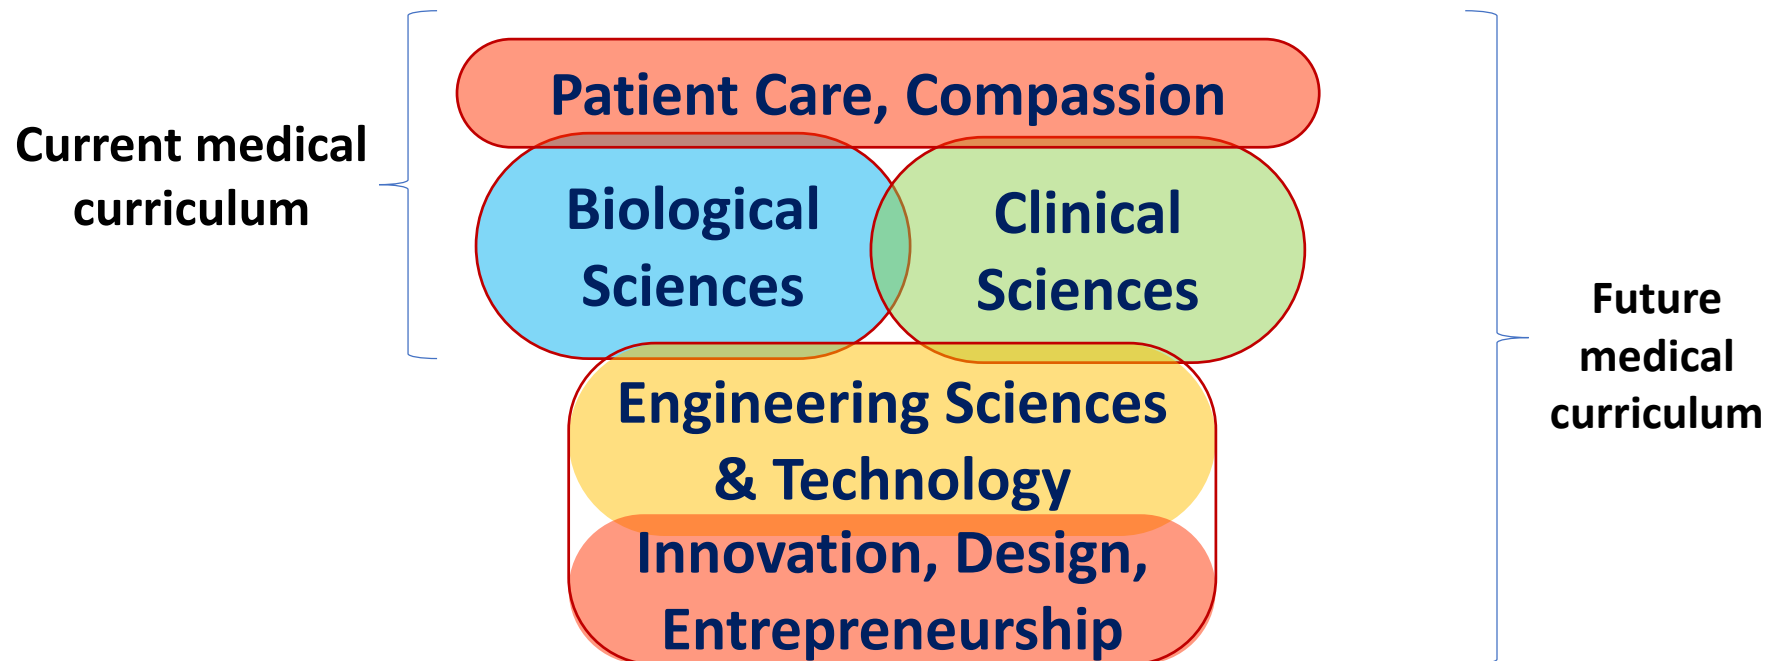 Patient Care, Compassion
Current medical
curriculum
Biological
Sciences
Clinical
Sciences
Future
medical
curriculum
Engineering Sciences
& Technology
Innovation, Design,
Entrepreneurship